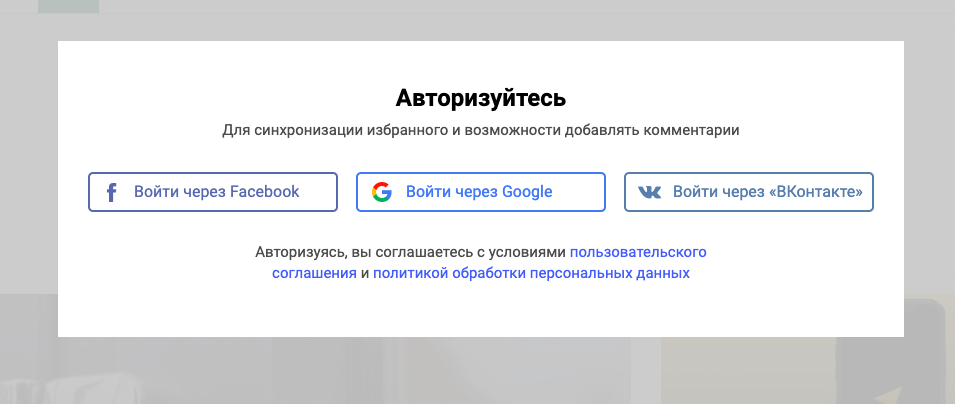 Авторизуйтесь
Для синхронизации избранного и возможности добавлять комментарии
Войти через Facebook
Войти через Google
Войти через «ВКонтакте»
Авторизуясь, вы соглашаетесь с условиями пользовательского
соглашения и политикой обработки персональных данных